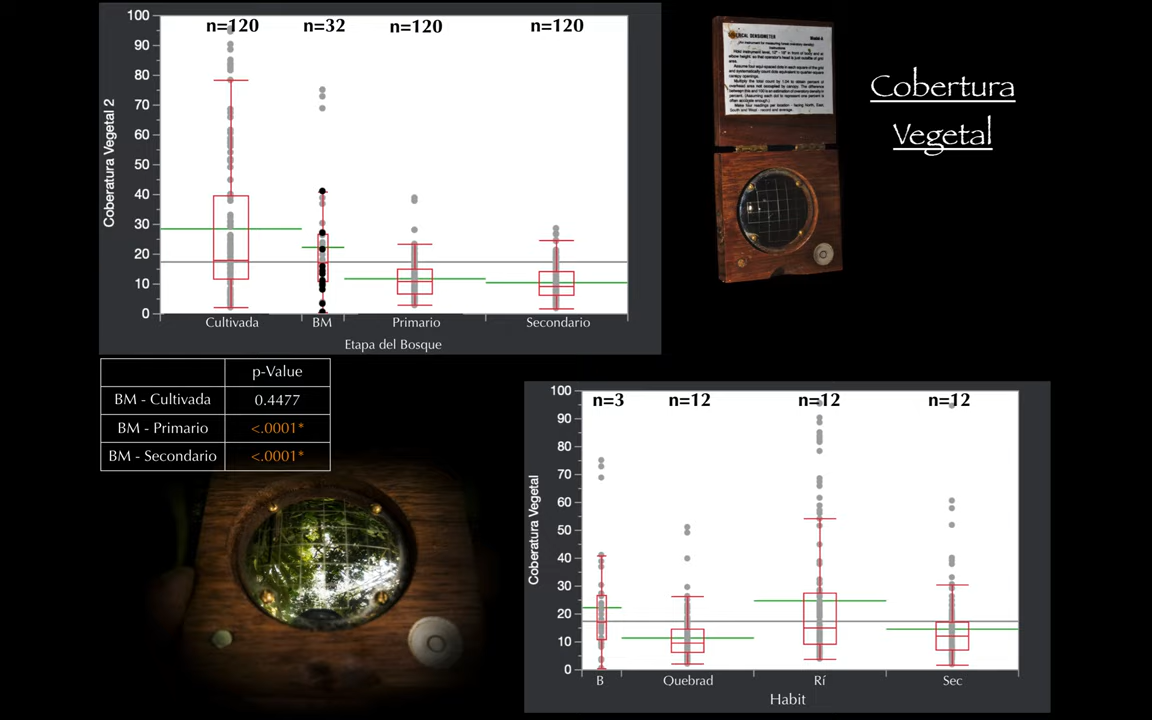 Cobertura
Vegetal
n=120 n=32 n=120 n=120
100
90
80
70
60
50
40
30
20
10
0
Coberatura Vegetal 2
Cultivada BM Primario Secondario
Etapa del Bosque
p-Value
BM - Cultivada 0.4477
BM - Primario <.0001*
BM - Secondario <.0001*
n=3 n=12 n=12 n=12
100
90
80
70
60
50
40
30
20
10
0
Coberatura Vegetal
B Quebrad Rí Sec
Habit